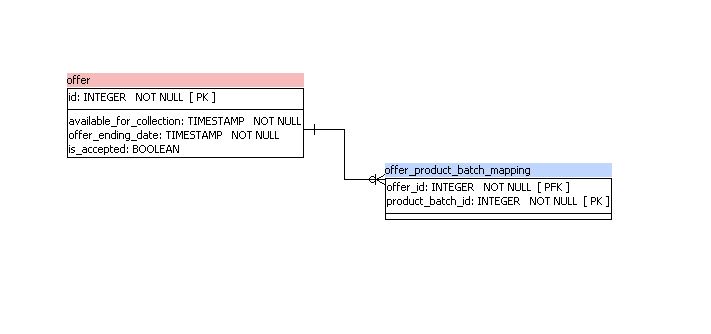 offer
id: INTEGER NOT NULL [ PK ]
available_for_collection: TIMESTAMP NOT NULL
offer_ending_date: TIMESTAMP NOT NULL
is_accepted: BOOLEAN
offer_product_batch_mapping
offer_id: INTEGER NOT NULL [ PFK ]
product_batch_id: INTEGER NOT NULL [ PK ]